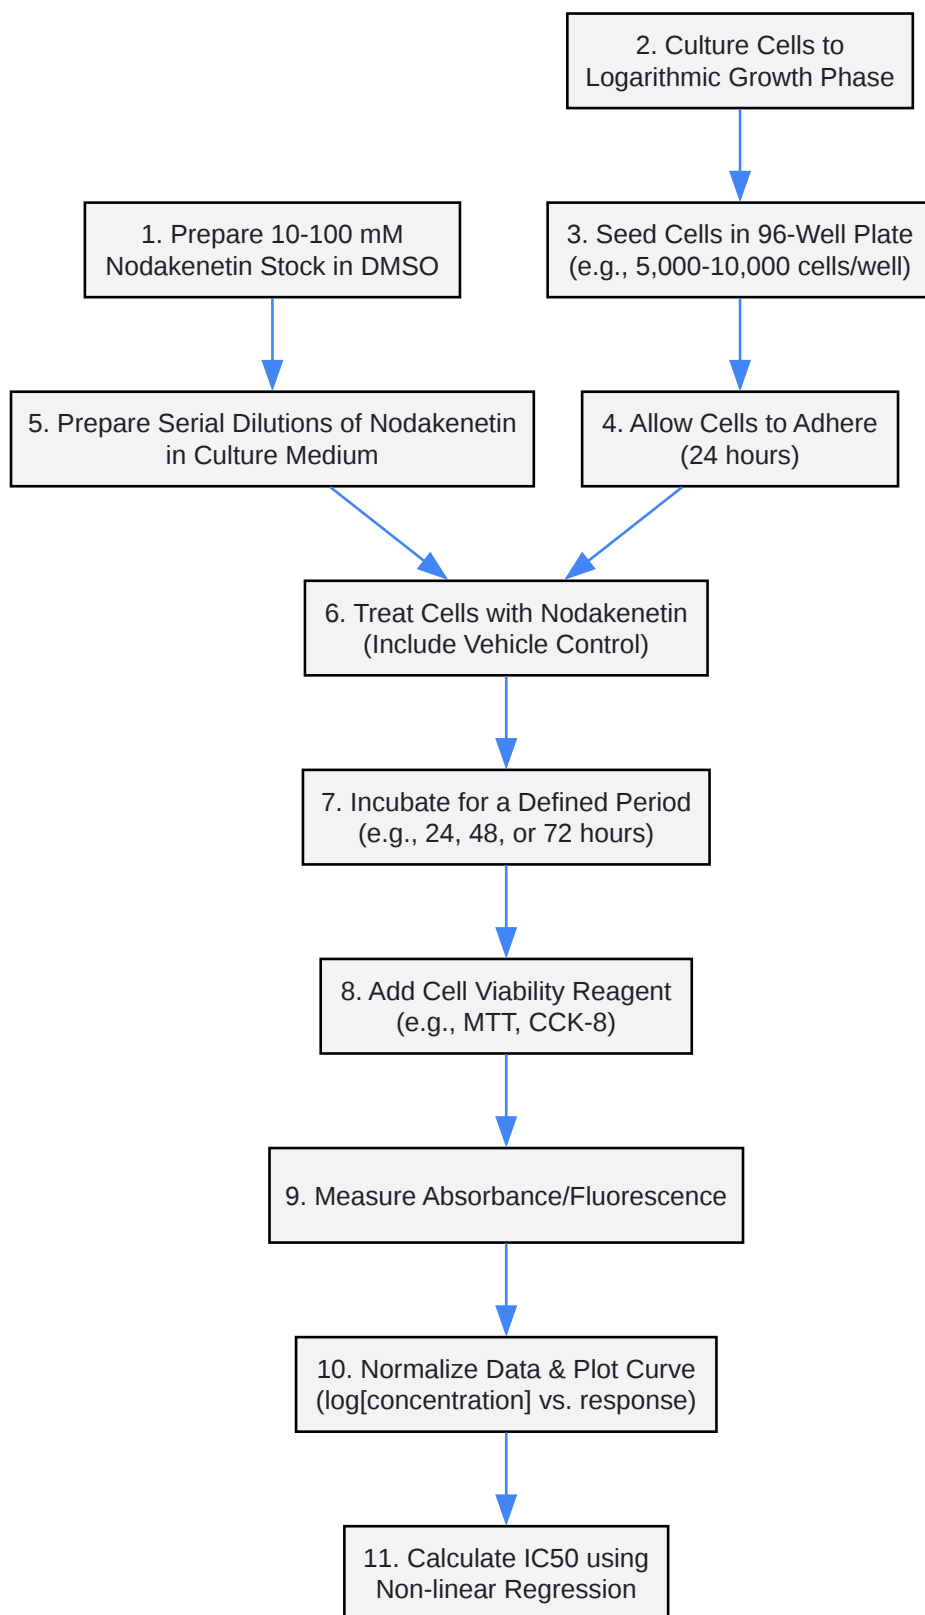 2. Culture Cells to
Logarithmic Growth Phase
1. Prepare 10-100 mM
Nodakenetin Stock in DMSO
3. Seed Cells in 96-Well Plate
(e.g., 5,000-10,000 cells/well)
5. Prepare Serial Dilutions of Nodakenetin
in Culture Medium
4. Allow Cells to Adhere
(24 hours)
6. Treat Cells with Nodakenetin
(Include Vehicle Control)
7. Incubate for a Defined Period
(e.g., 24, 48, or 72 hours)
8. Add Cell Viability Reagent
(e.g., MTT, CCK-8)
9. Measure Absorbance/Fluorescence
10. Normalize Data & Plot Curve
(log[concentration] vs. response)
11. Calculate IC50 using
Non-linear Regression